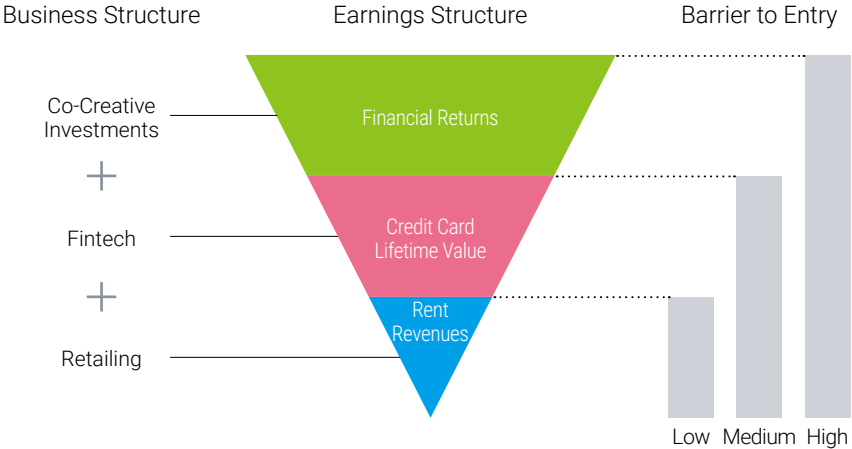 Business Structure
Earnings Structure
Barrier to Entry
Co-Creative
Investments
Financial Returns
+
Fintech
Credit Card
Lifetime Value
+
Retailing
Rent
Revenues
Low
Medium
High